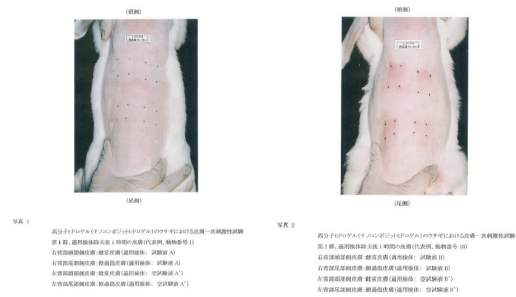 (頭側)
(尾側)
写真 1
高分子ヒドロゲル(ナノコンポジットヒドロゲル)のウサギにおける皮膚一次刺激性試験
第1群、適用検体除去後1時間の皮膚(代表例、動物番号 1)
右背部頭部側皮膚:健常皮膚(適用検体: 試験液 A)
右背部尾部側皮膚:擦過傷皮膚(適用検体: 試験液 A)
左背部頭部側皮膚:健常皮膚(適用検体: 空試験液 A')
左背部尾部側皮膚:擦過傷皮膚(適用検体: 空試験液 A')
(頭側)
(尾側)
写真 2
高分子ヒドロゲル(ナノコンポジットヒドロゲル)のウサギにおける皮膚一次刺激性試験
第2群、適用検体除去後1時間の皮膚(代表例、動物番号 10)
右背部頭部側皮膚:健常皮膚(適用検体: 試験液 B)
右背部尾部側皮膚:擦過傷皮膚(適用検体: 試験液 B)
左背部頭部側皮膚:健常皮膚(適用検体: 空試験液 B')
左背部尾部側皮膚:擦過傷皮膚(適用検体: 空試験液 B')